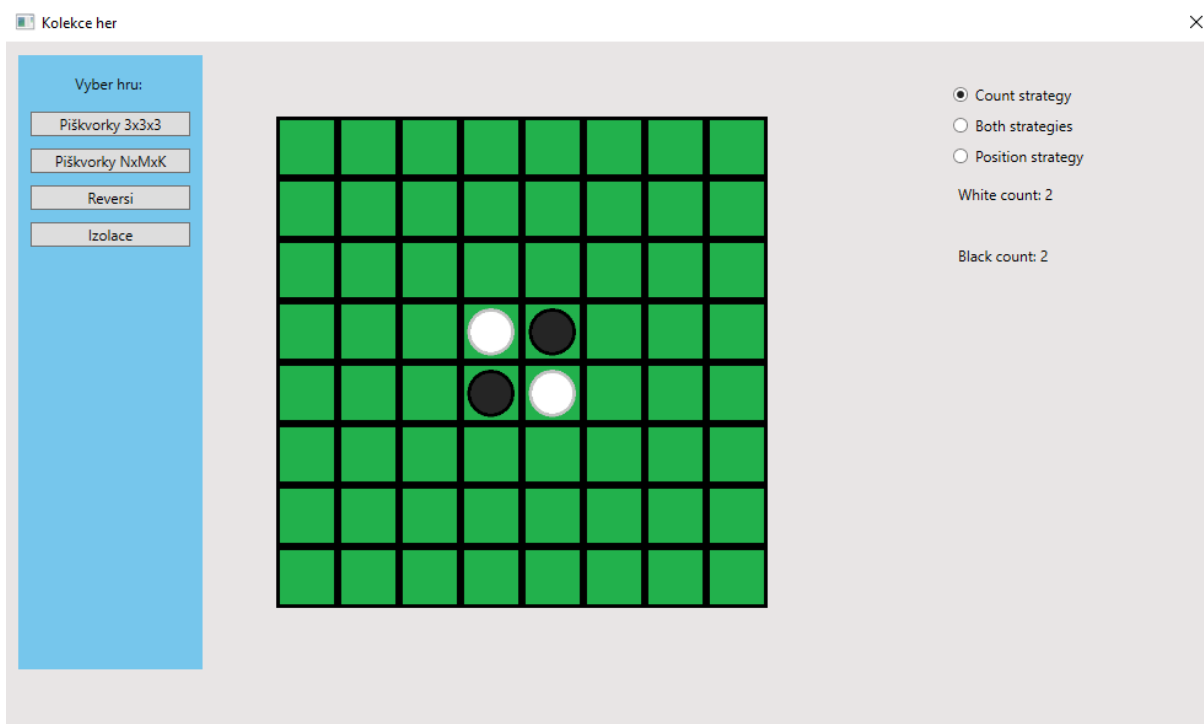 Kolekce her
Vyber hru:
Piškvorky 3x3x3
Piškvorky NxMxK
Reversi
Izolace
Count strategy
Both strategies
Position strategy
White count: 2
Black count: 2